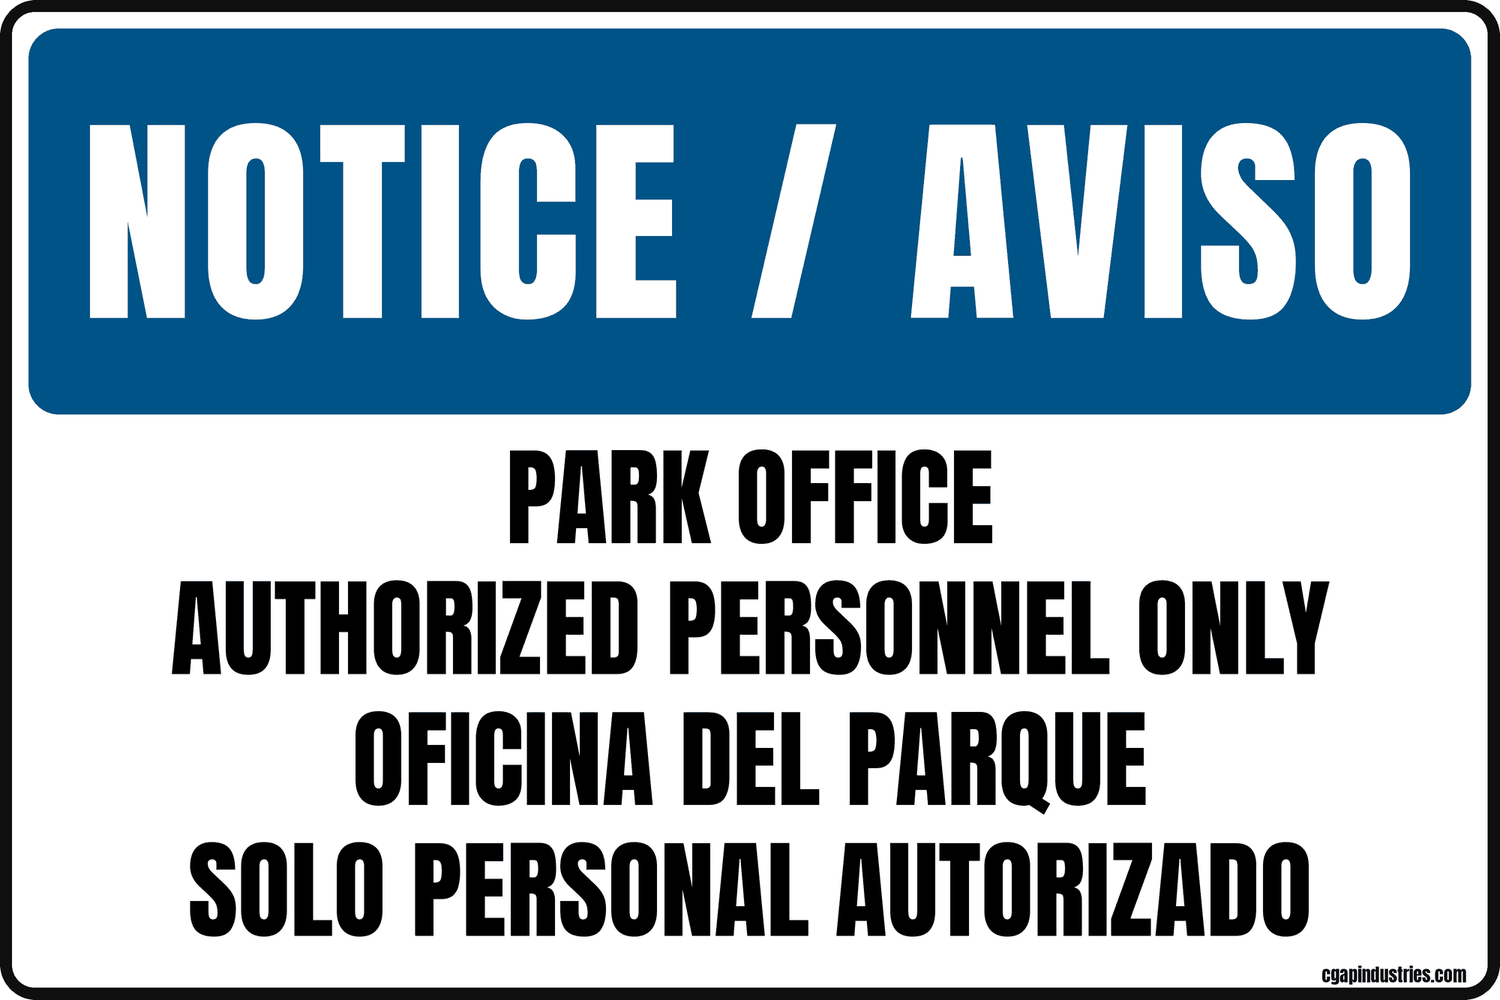 NOTICE / AVISO
PARK OFFICE
AUTHORIZED PERSONNEL ONLY
OFICINA DEL PARQUE
SOLO PERSONAL AUTORIZADO
cgapindustries.com